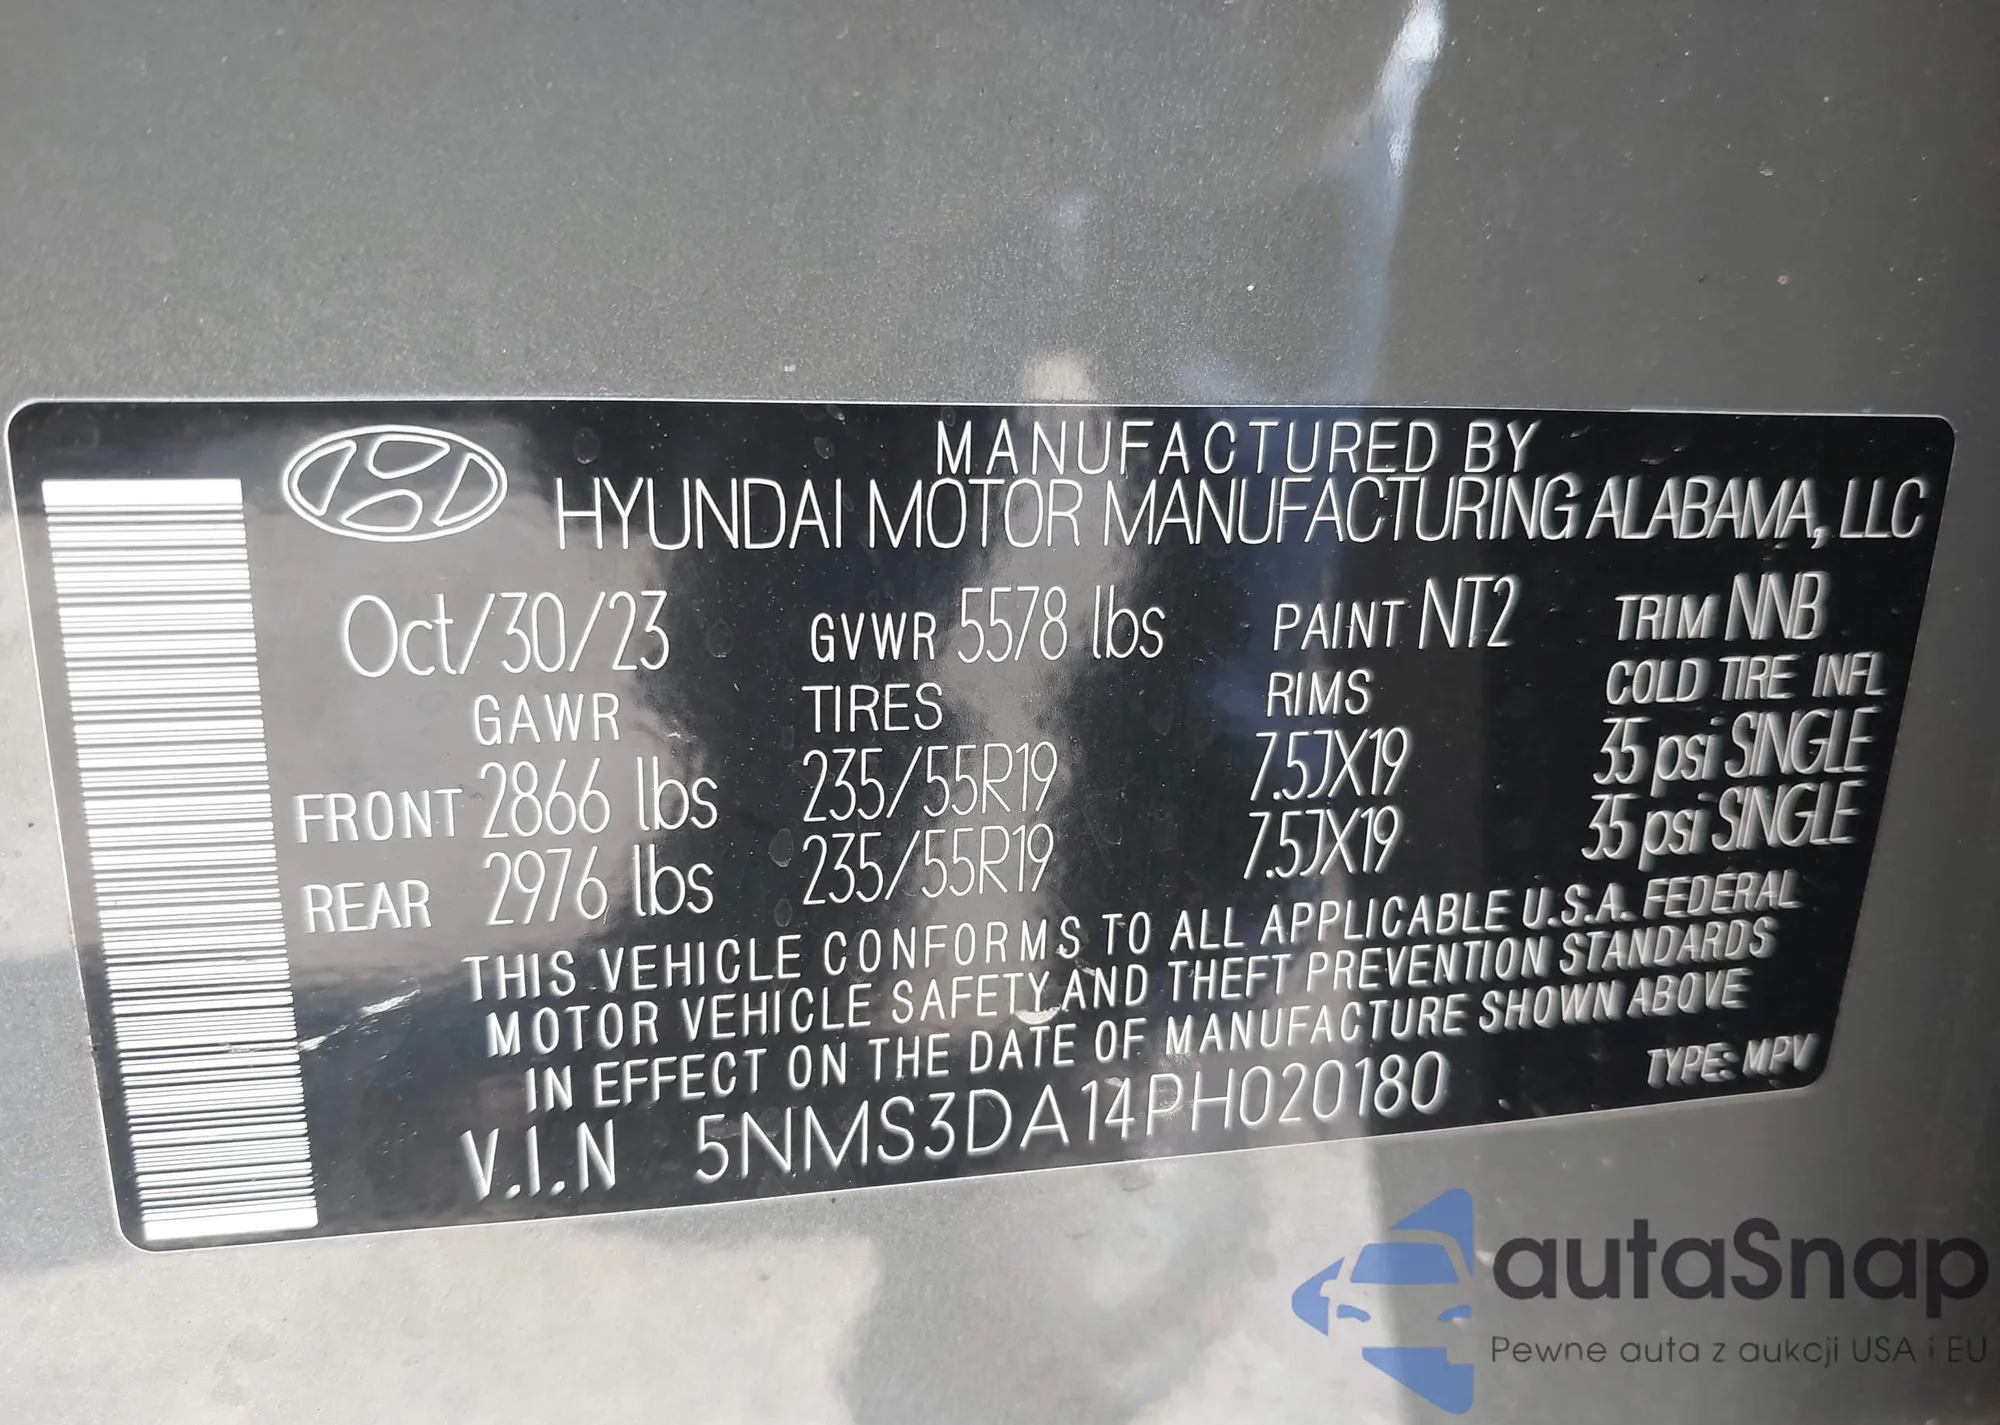 MANUFACTURED BY
HYUNDAI MOTOR MANUFACTURING ALABAMA, LLC
Oct/30/23 GVWR 5578 lbs PAINT NT2 TRIM NNB
GAWR TIRES RIMS COLD TIRE INFL
FRONT 2866 lbs 235/55R19 7.5JX19 35 psi SINGLE
REAR 2976 lbs 235/55R19 7.5JX19 35 psi SINGLE
THIS VEHICLE CONFORMS TO ALL APPLICABLE U.S.A. FEDERAL
MOTOR VEHICLE SAFETY AND THEFT PREVENTION STANDARDS
IN EFFECT ON THE DATE OF MANUFACTURE SHOWN ABOVE
V.I.N 5NMS3DA14PH020180 TYPE: MPV
autaSnap
Pewne auta z aukcji USA i EU